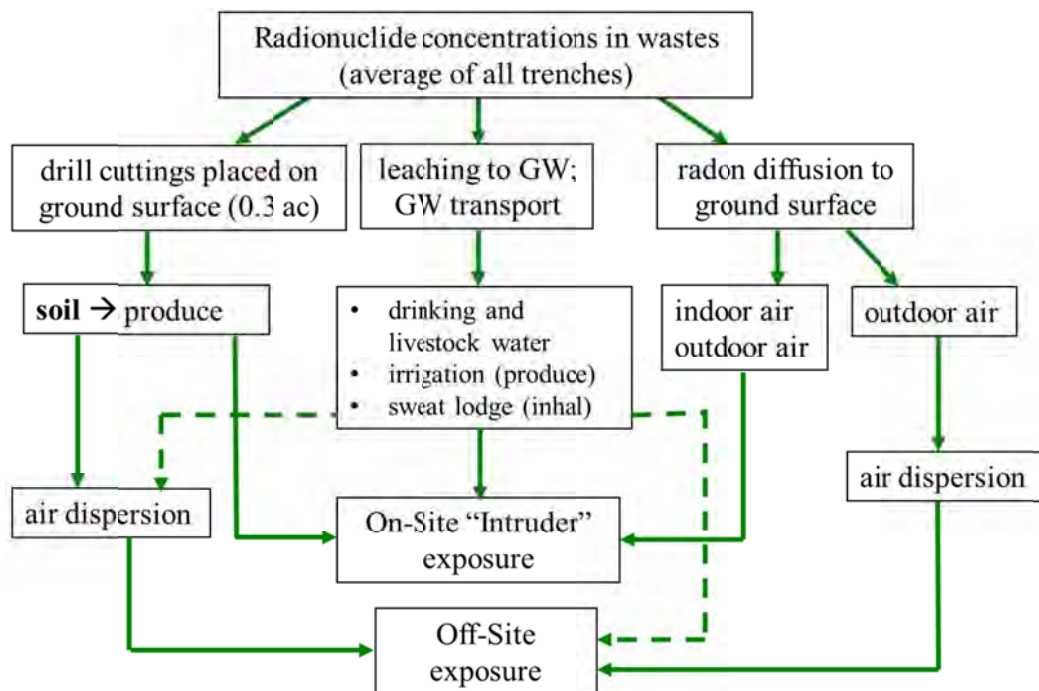 Radionuclide concentrations in wastes
(average of all trenches)
drill cuttings placed on
ground surface (0.3 ac)
leaching to GW;
GW transport
radon diffusion to
ground surface
soil → produce
• drinking and
livestock water
• irrigation (produce)
• sweat lodge (inhal)
indoor air
outdoor air
outdoor air
air dispersion
air dispersion
On-Site “Intruder”
exposure
Off-Site
exposure